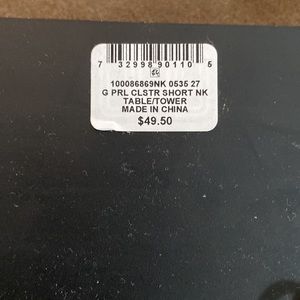 7 32998 90110 5
100086869NK 0535 27
G PRL CLSTR SHORT NK
TABLE/TOWER
MADE IN CHINA
$49.50